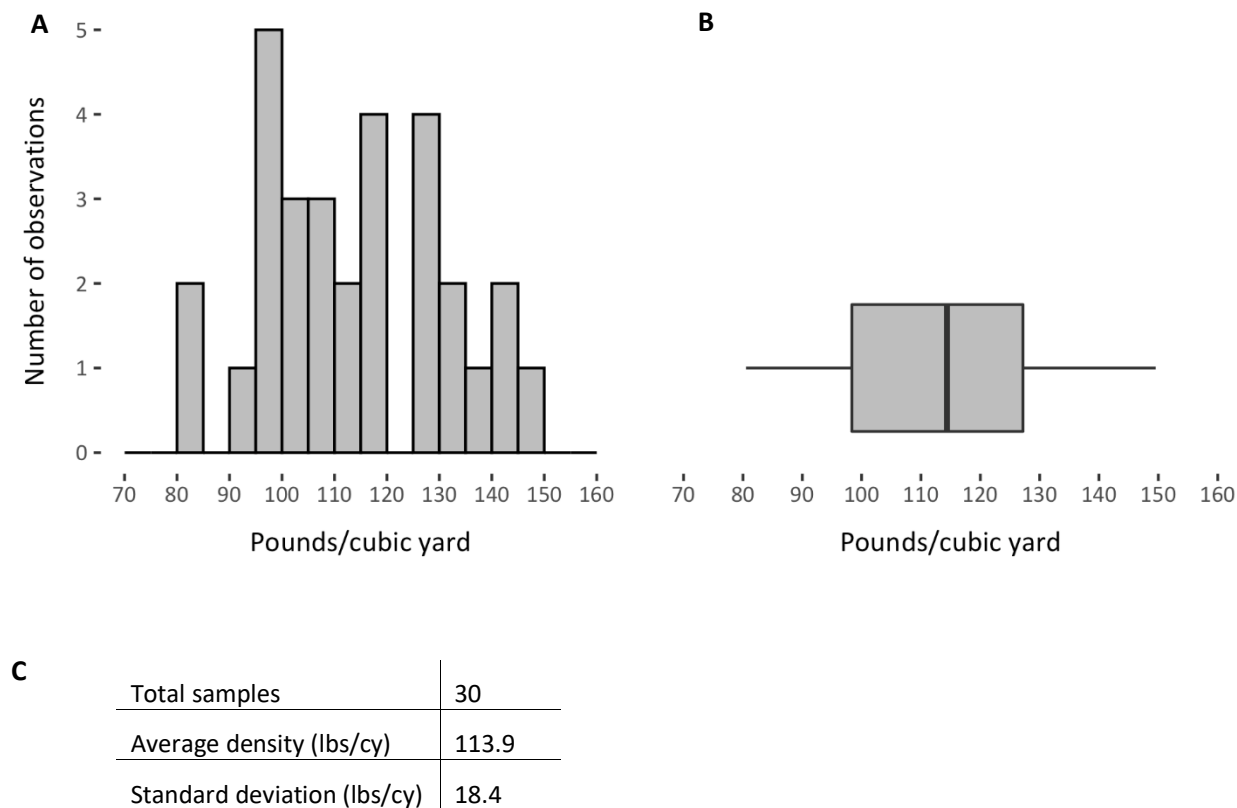 A
B
Number of observations
5
4
3
2
1
0
70 80 90 100 110 120 130 140 150 160
Pounds/cubic yard
70 80 90 100 110 120 130 140 150 160
Pounds/cubic yard
C
Total samples 30
Average density (lbs/cy) 113.9
Standard deviation (lbs/cy) 18.4